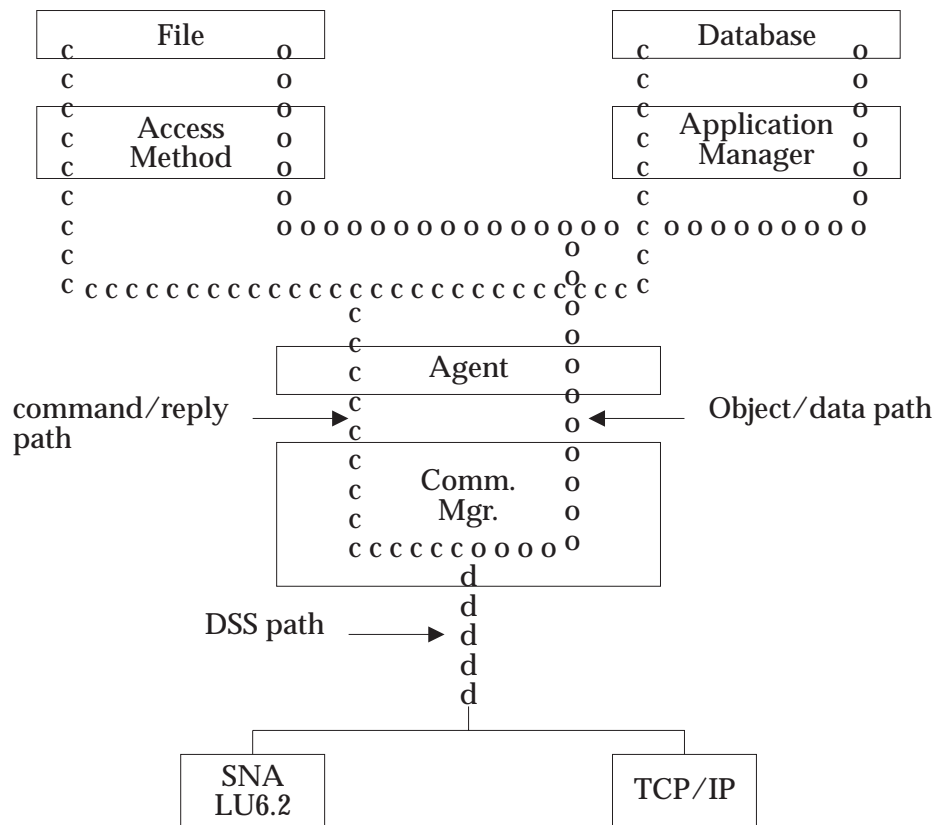 File Database
c o c o
c o c o
c o c o
c Access o c Application o
c Method o c Manager o
c o c o
c o o o o o o o o o o o o o o o c o o o o o o o o o
c o c
c c c c c c c c c c c c c c c c c c c c c c c o c c
c o
c o
c Agent o
c o
command/reply Object/data path
path
c o
c o
c Comm. o
c Mgr. o
c c c c c o o o o o
d
d
DSS path d
d
d
SNA TCP/IP
LU6.2